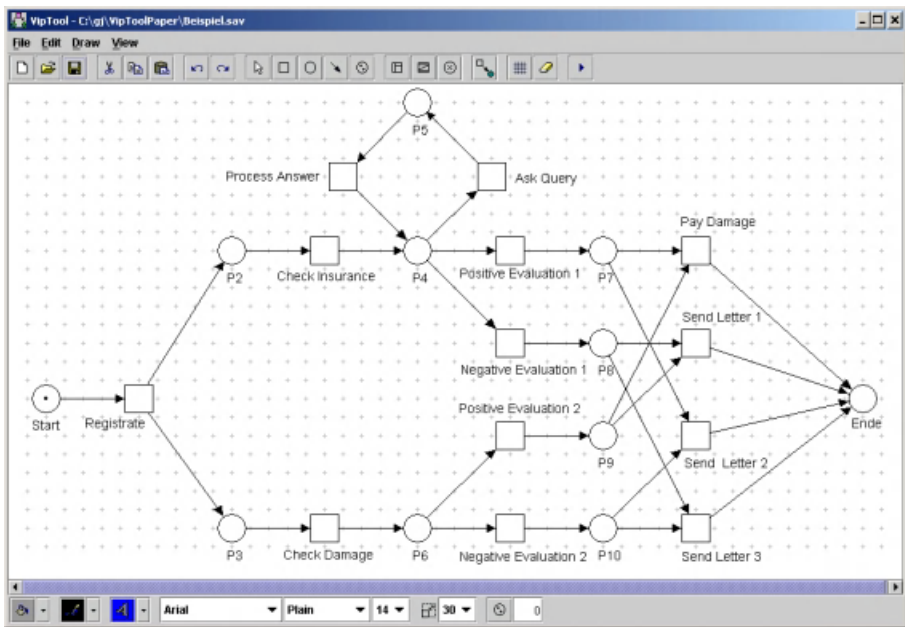 VipTool - C:\gj\VipToolPaper\Beispiel.sav
File Edit Draw View
P5
Process Answer
Ask Query
Pay Damage
P2
Check Insurance
P4
Positive Evaluation 1
P7
Send Letter 1
Negative Evaluation 1
P8
Start
Registrate
Positive Evaluation 2
Ende
P9
Send Letter 2
P3
Check Damage
P6
Negative Evaluation 2
P10
Send Letter 3
A Arial Plain 14 30 0